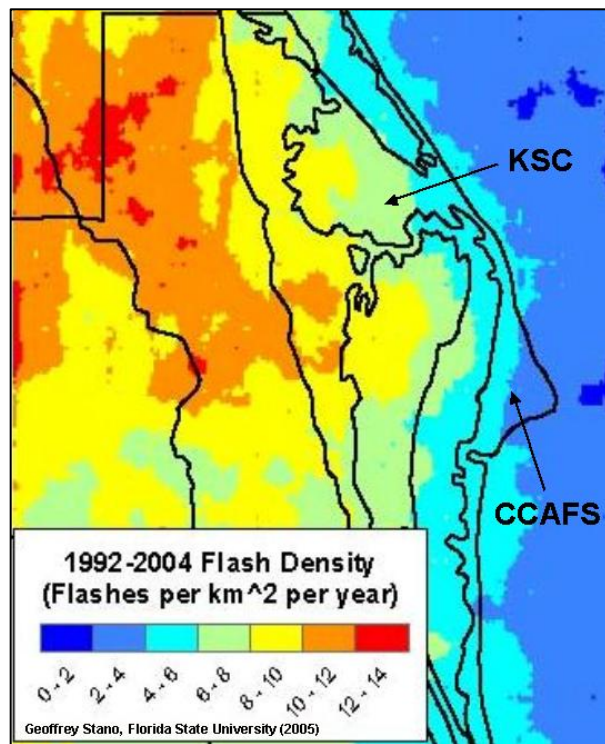 KSC
CCAFS
1992-2004 Flash Density
(Flashes per km^2 per year)
0-2 2-4 4-6 6-8 8-10 10-12 12-14
Geoffrey Stano, Florida State University (2005)